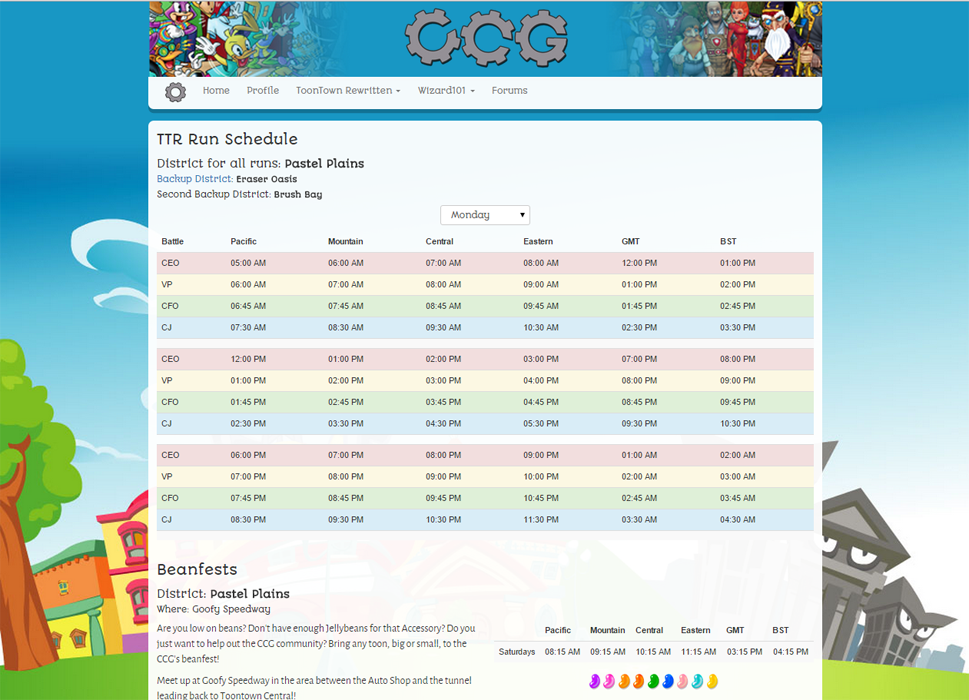 CCG
Home Profile ToonTown Rewritten Wizard101 Forums
TTR Run Schedule
District for all runs: Pastel Plains
Backup District: Eraser Oasis
Second Backup District: Brush Bay
Monday
Battle Pacific Mountain Central Eastern GMT BST
CEO 05:00 AM 06:00 AM 07:00 AM 08:00 AM 12:00 PM 01:00 PM
VP 06:00 AM 07:00 AM 08:00 AM 09:00 AM 01:00 PM 02:00 PM
CFO 06:45 AM 07:45 AM 08:45 AM 09:45 AM 01:45 PM 02:45 PM
CJ 07:30 AM 08:30 AM 09:30 AM 10:30 AM 02:30 PM 03:30 PM
CEO 12:00 PM 01:00 PM 02:00 PM 03:00 PM 07:00 PM 08:00 PM
VP 01:00 PM 02:00 PM 03:00 PM 04:00 PM 08:00 PM 09:00 PM
CFO 01:45 PM 02:45 PM 03:45 PM 04:45 PM 08:45 PM 09:45 PM
CJ 02:30 PM 03:30 PM 04:30 PM 05:30 PM 09:30 PM 10:30 PM
CEO 06:00 PM 07:00 PM 08:00 PM 09:00 PM 01:00 AM 02:00 AM
VP 07:00 PM 08:00 PM 09:00 PM 10:00 PM 02:00 AM 03:00 AM
CFO 07:45 PM 08:45 PM 09:45 PM 10:45 PM 02:45 AM 03:45 AM
CJ 08:30 PM 09:30 PM 10:30 PM 11:30 PM 03:30 AM 04:30 AM
Beanfests
District: Pastel Plains
Where: Goofy Speedway
Are you low on beans? Don't have enough Jellybeans for that Accessory? Do you
just want to help out the CCG community? Bring any toon, big or small, to the
CCG's beanfest!
Meet up at Goofy Speedway in the area between the Auto Shop and the tunnel
leading back to Toontown Central!
Pacific Mountain Central Eastern GMT BST
Saturdays 08:15 AM 09:15 AM 10:15 AM 11:15 AM 03:15 PM 04:15 PM